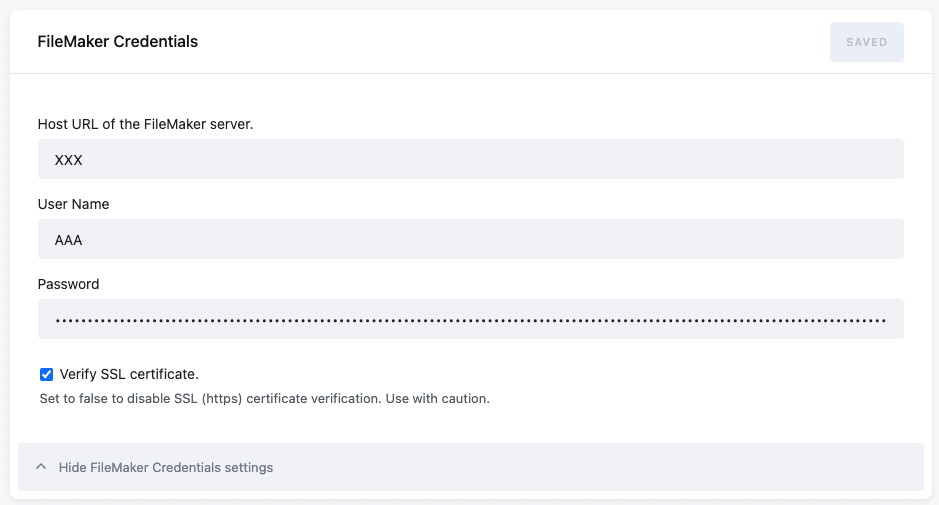 FileMaker Credentials
SAVED
Host URL of the FileMaker server.
XXX
User Name
AAA
Password
Verify SSL certificate.
Set to false to disable SSL (https) certificate verification. Use with caution.
Hide FileMaker Credentials settings